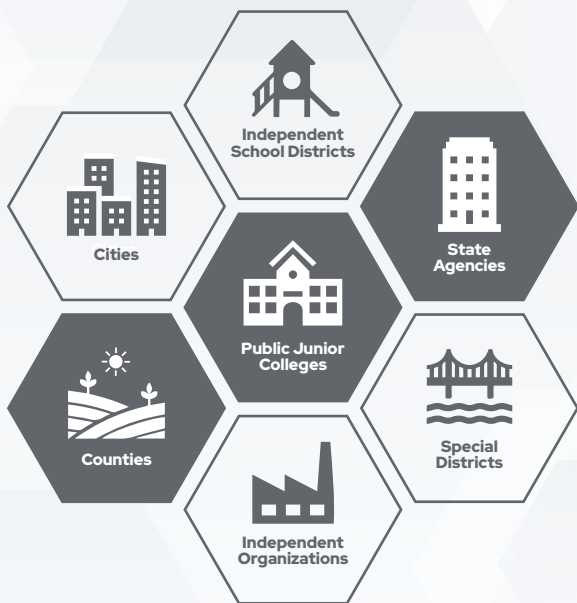 Independent
School Districts
Cities
State
Agencies
Public Junior
Colleges
Counties
Special
Districts
Independent
Organizations